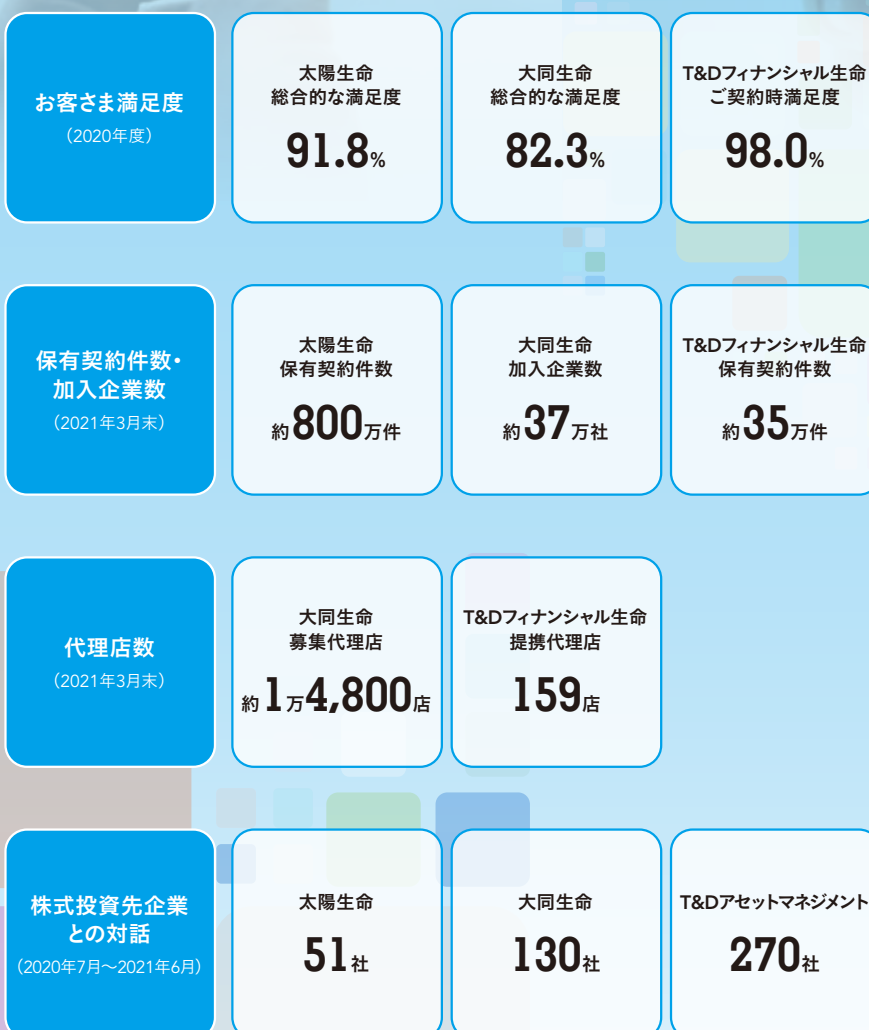 お客さま満足度
（2020年度）
太陽生命
総合的な満足度
91.8%
大同生命
総合的な満足度
82.3%
T&Dフィナンシャル生命
ご契約時満足度
98.0%
保有契約件数・
加入企業数
（2021年3月末）
太陽生命
保有契約件数
約800万件
大同生命
加入企業数
約37万社
T&Dフィナンシャル生命
保有契約件数
約35万件
代理店数
（2021年3月末）
大同生命
募集代理店
約1万4,800店
T&Dフィナンシャル生命
提携代理店
159店
株式投資先企業
との対話
（2020年7月～2021年6月）
太陽生命
51社
大同生命
130社
T&Dアセットマネジメント
270社